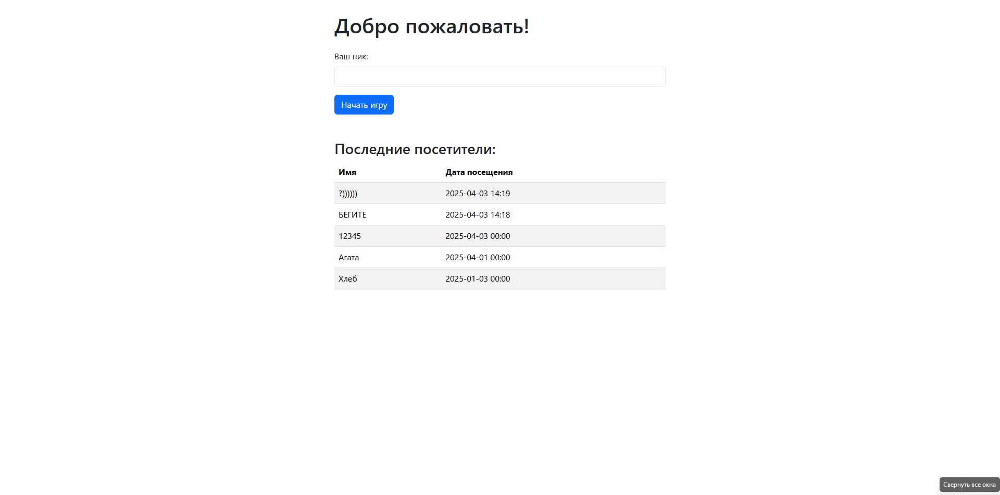 Добро пожаловать!
Ваш ник:
Начать игру
Последние посетители:
Имя Дата посещения
?)))))) 2025-04-03 14:19
БЕГИТЕ 2025-04-03 14:18
12345 2025-04-03 00:00
Агата 2025-04-01 00:00
Хлеб 2025-01-03 00:00
Свернуть все окна